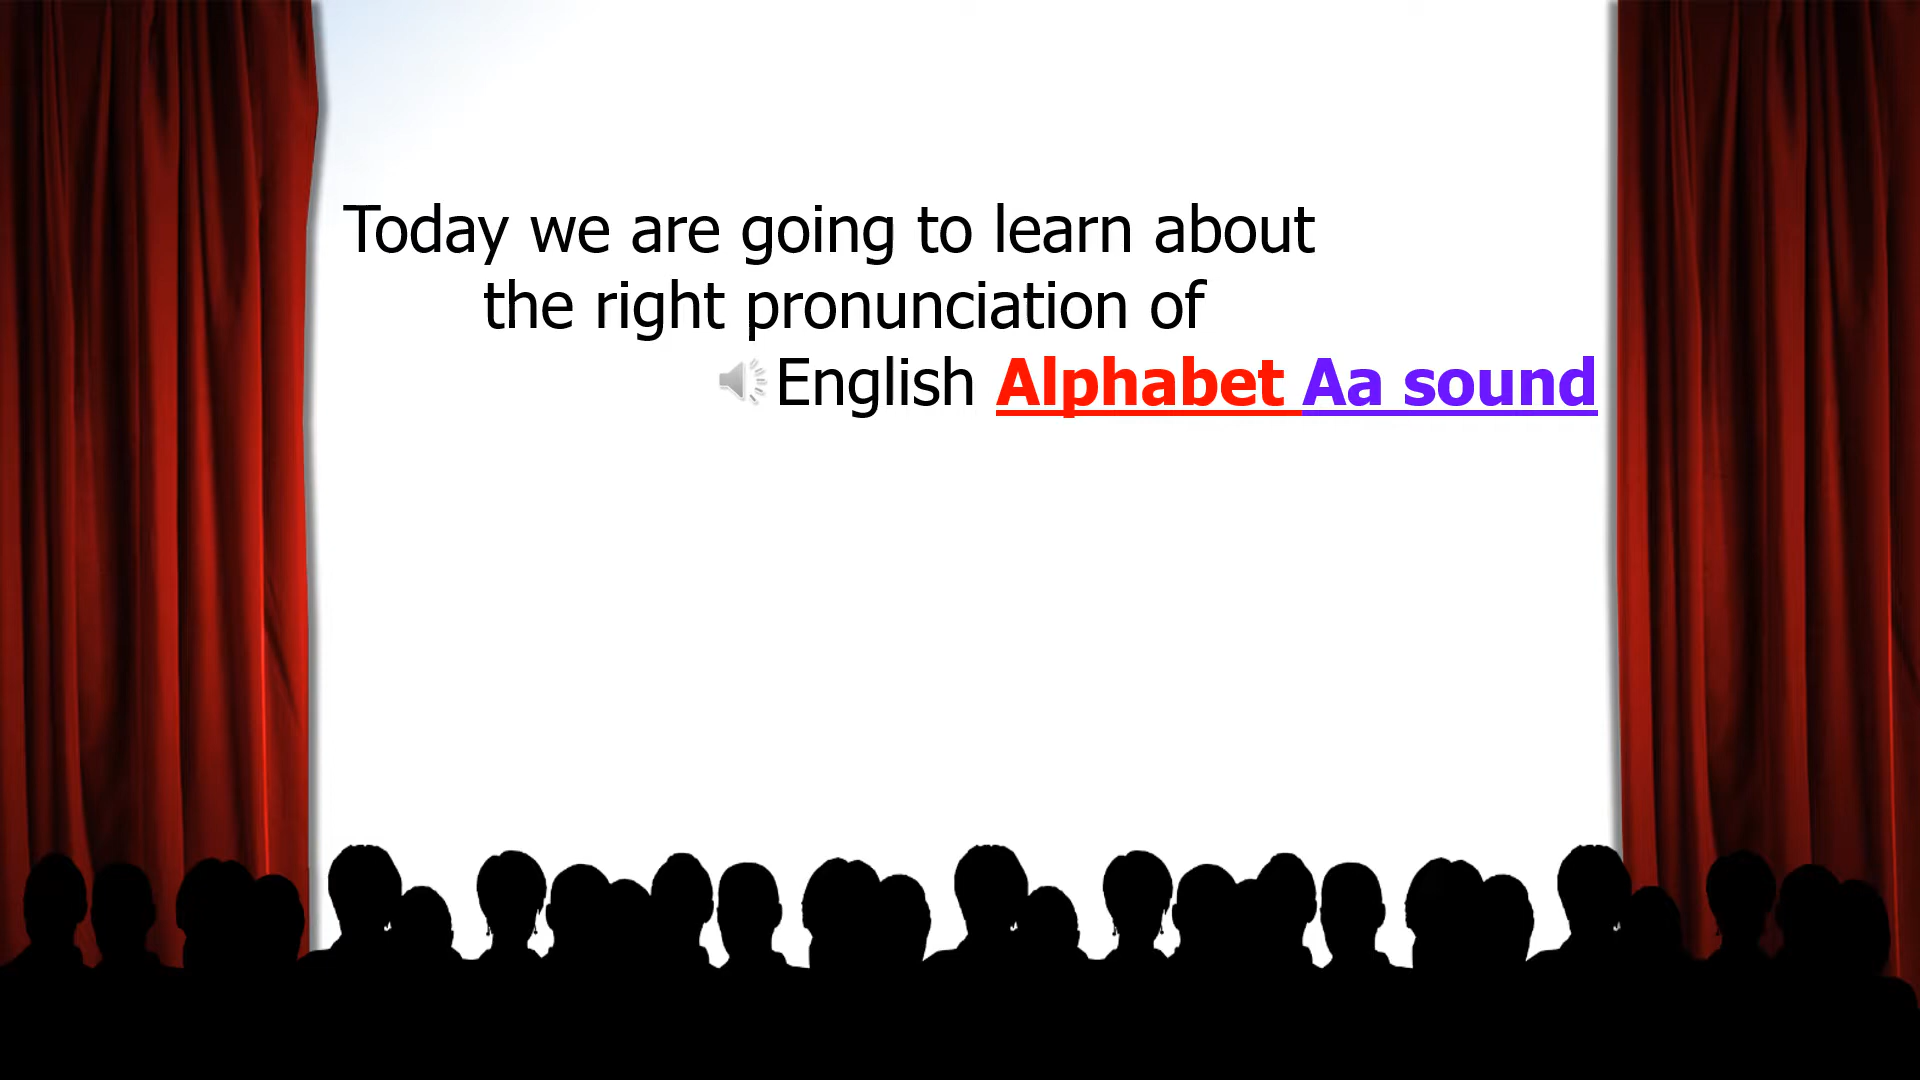 Today we are going to learn about
the right pronunciation of
English Alphabet Aa sound